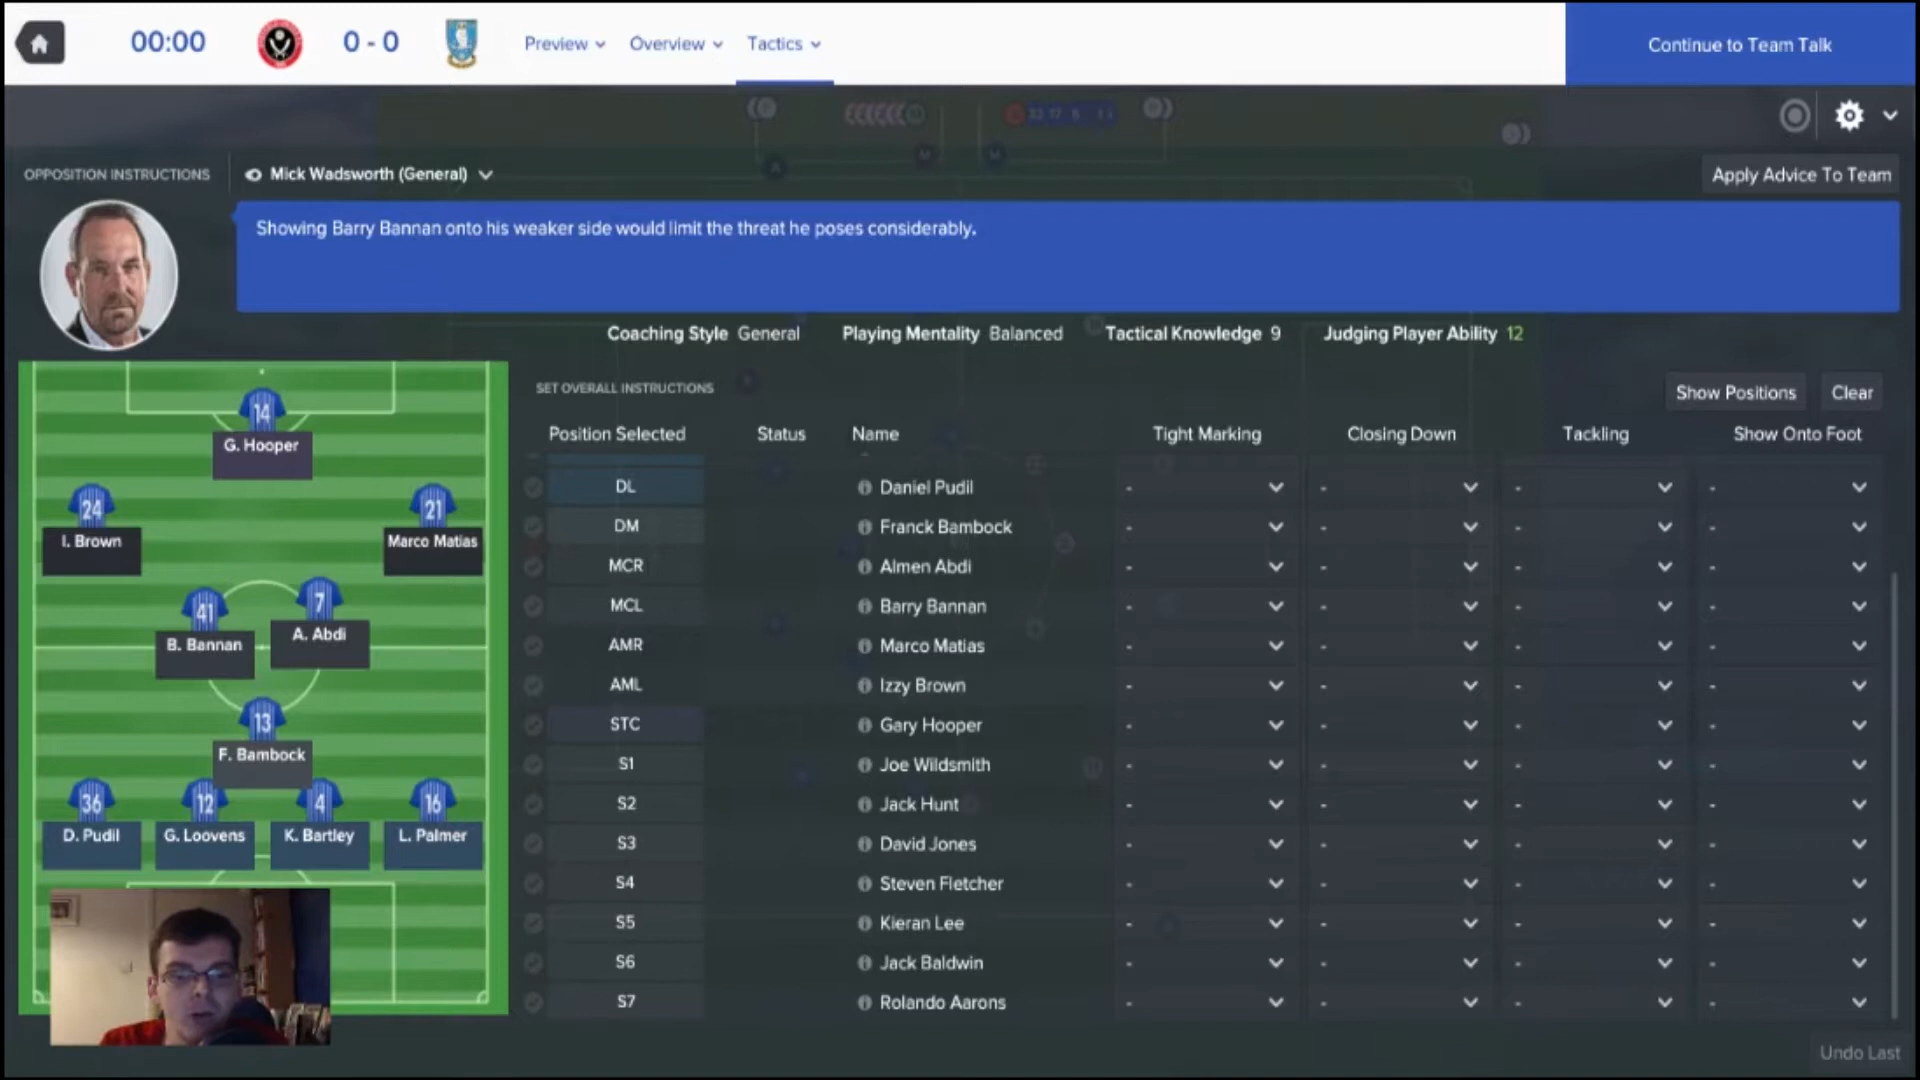 00:00
0 - 0
Preview
Overview
Tactics
Continue to Team Talk
OPPOSITION INSTRUCTIONS
Mick Wadsworth (General)
Apply Advice To Team
Showing Barry Bannan onto his weaker side would limit the threat he poses considerably.
Coaching Style General
Playing Mentality Balanced
Tactical Knowledge 9
Judging Player Ability 12
SET OVERALL INSTRUCTIONS
Show Positions
Clear
Position Selected
Status
Name
Tight Marking
Closing Down
Tackling
Show Onto Foot
DL Daniel Pudil - - - -
DM Franck Bambock - - - -
MCR Almen Abdi - - - -
MCL Barry Bannan - - - -
AMR Marco Matias - - - -
AML Izzy Brown - - - -
STC Gary Hooper - - - -
S1 Joe Wildsmith - - - -
S2 Jack Hunt - - - -
S3 David Jones - - - -
S4 Steven Fletcher - - - -
S5 Kieran Lee - - - -
S6 Jack Baldwin - - - -
S7 Rolando Aarons - - - -
14
G. Hooper
24
I. Brown
21
Marco Matias
41
B. Bannan
7
A. Abdi
13
F. Bambock
36
D. Pudil
12
G. Loovens
4
K. Bartley
16
L. Palmer
Undo Last